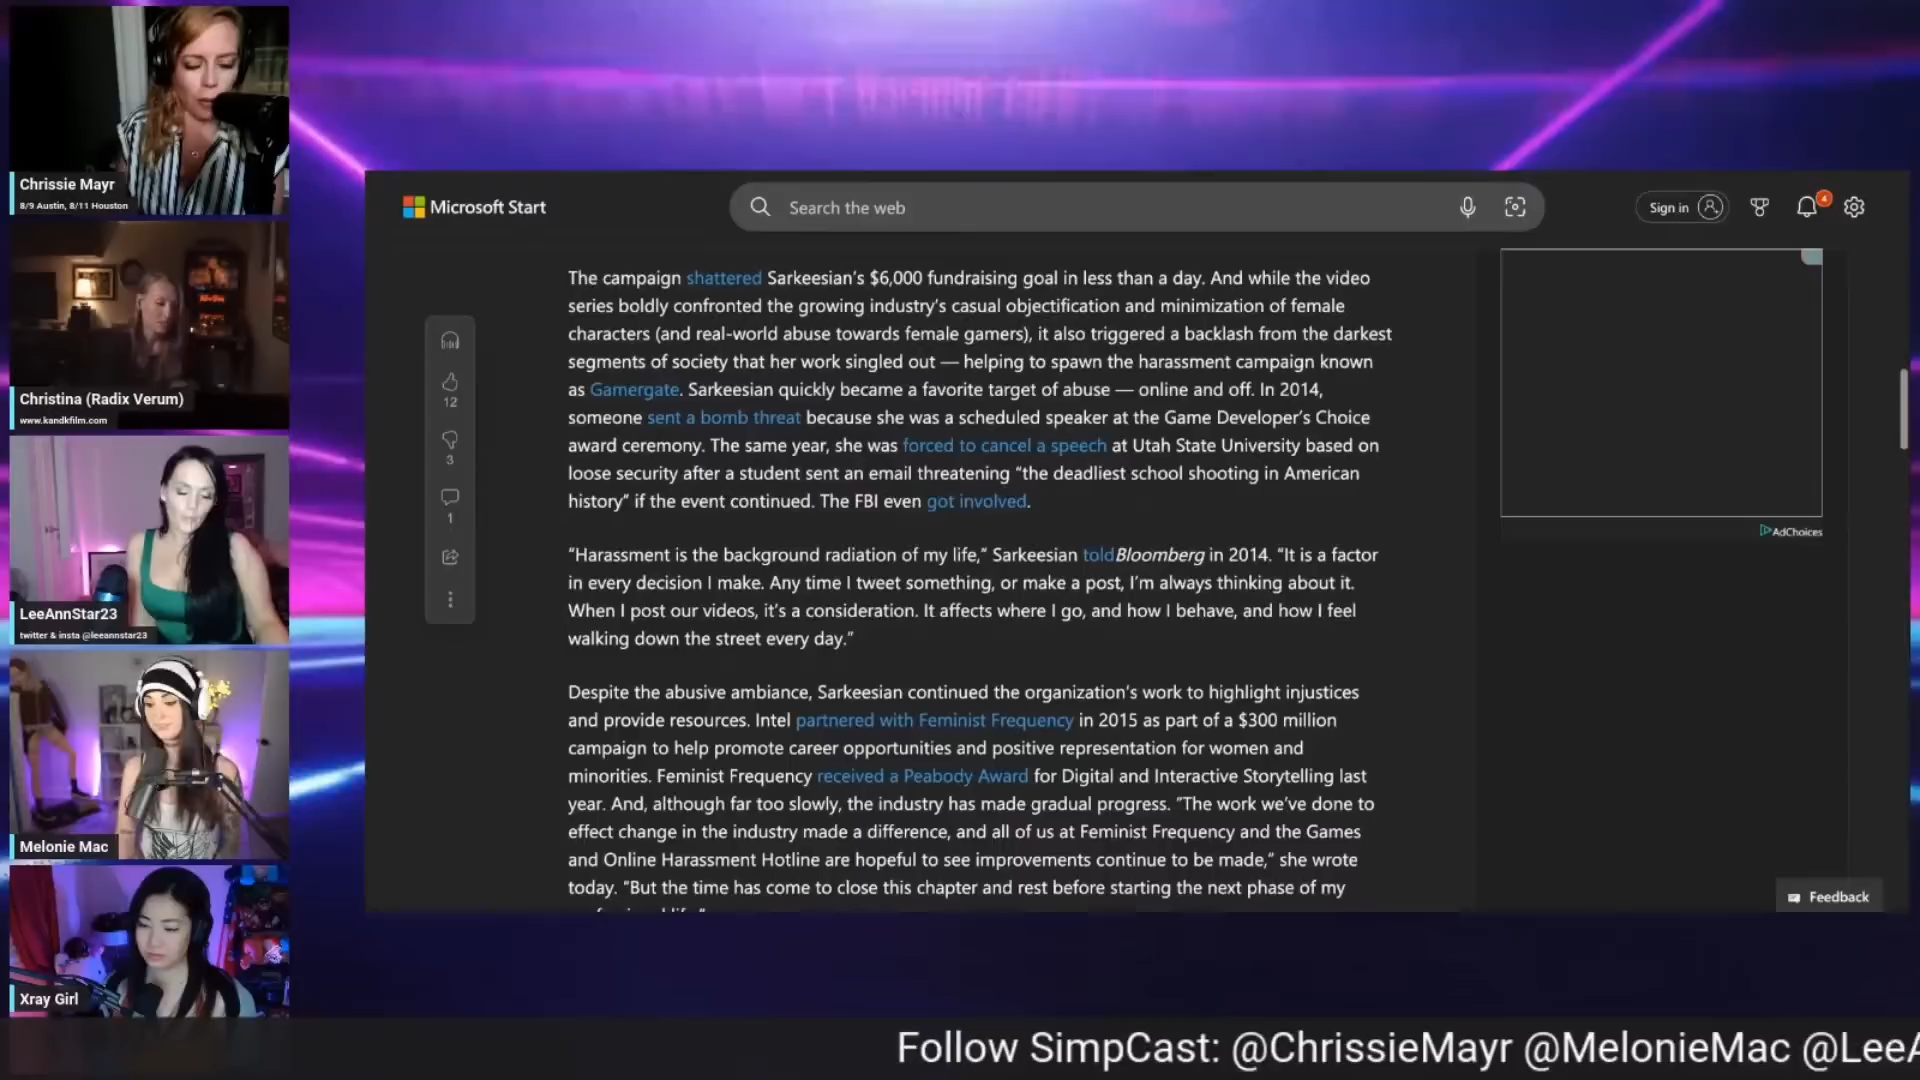 Chrissie Mayr
8/9 Austin, 8/11 Houston
Christina (Radix Verum)
www.kandkfilm.com
LeeAnnStar23
twitter & insta @leeannstar23
Melonie Mac
Xray Girl
Microsoft Start
Search the web
Sign in
4
12
3
1
The campaign shattered Sarkeesian’s $6,000 fundraising goal in less than a day. And while the video
series boldly confronted the growing industry’s casual objectification and minimization of female
characters (and real-world abuse towards female gamers), it also triggered a backlash from the darkest
segments of society that her work singled out — helping to spawn the harassment campaign known
as Gamergate. Sarkeesian quickly became a favorite target of abuse — online and off. In 2014,
someone sent a bomb threat because she was a scheduled speaker at the Game Developer’s Choice
award ceremony. The same year, she was forced to cancel a speech at Utah State University based on
loose security after a student sent an email threatening “the deadliest school shooting in American
history” if the event continued. The FBI even got involved.
“Harassment is the background radiation of my life,” Sarkeesian toldBloomberg in 2014. “It is a factor
in every decision I make. Any time I tweet something, or make a post, I’m always thinking about it.
When I post our videos, it’s a consideration. It affects where I go, and how I behave, and how I feel
walking down the street every day.”
Despite the abusive ambiance, Sarkeesian continued the organization’s work to highlight injustices
and provide resources. Intel partnered with Feminist Frequency in 2015 as part of a $300 million
campaign to help promote career opportunities and positive representation for women and
minorities. Feminist Frequency received a Peabody Award for Digital and Interactive Storytelling last
year. And, although far too slowly, the industry has made gradual progress. “The work we’ve done to
effect change in the industry made a difference, and all of us at Feminist Frequency and the Games
and Online Harassment Hotline are hopeful to see improvements continue to be made,” she wrote
today. “But the time has come to close this chapter and rest before starting the next phase of my
AdChoices
Feedback
Follow SimpCast: @ChrissieMayr @MelonieMac @LeeA